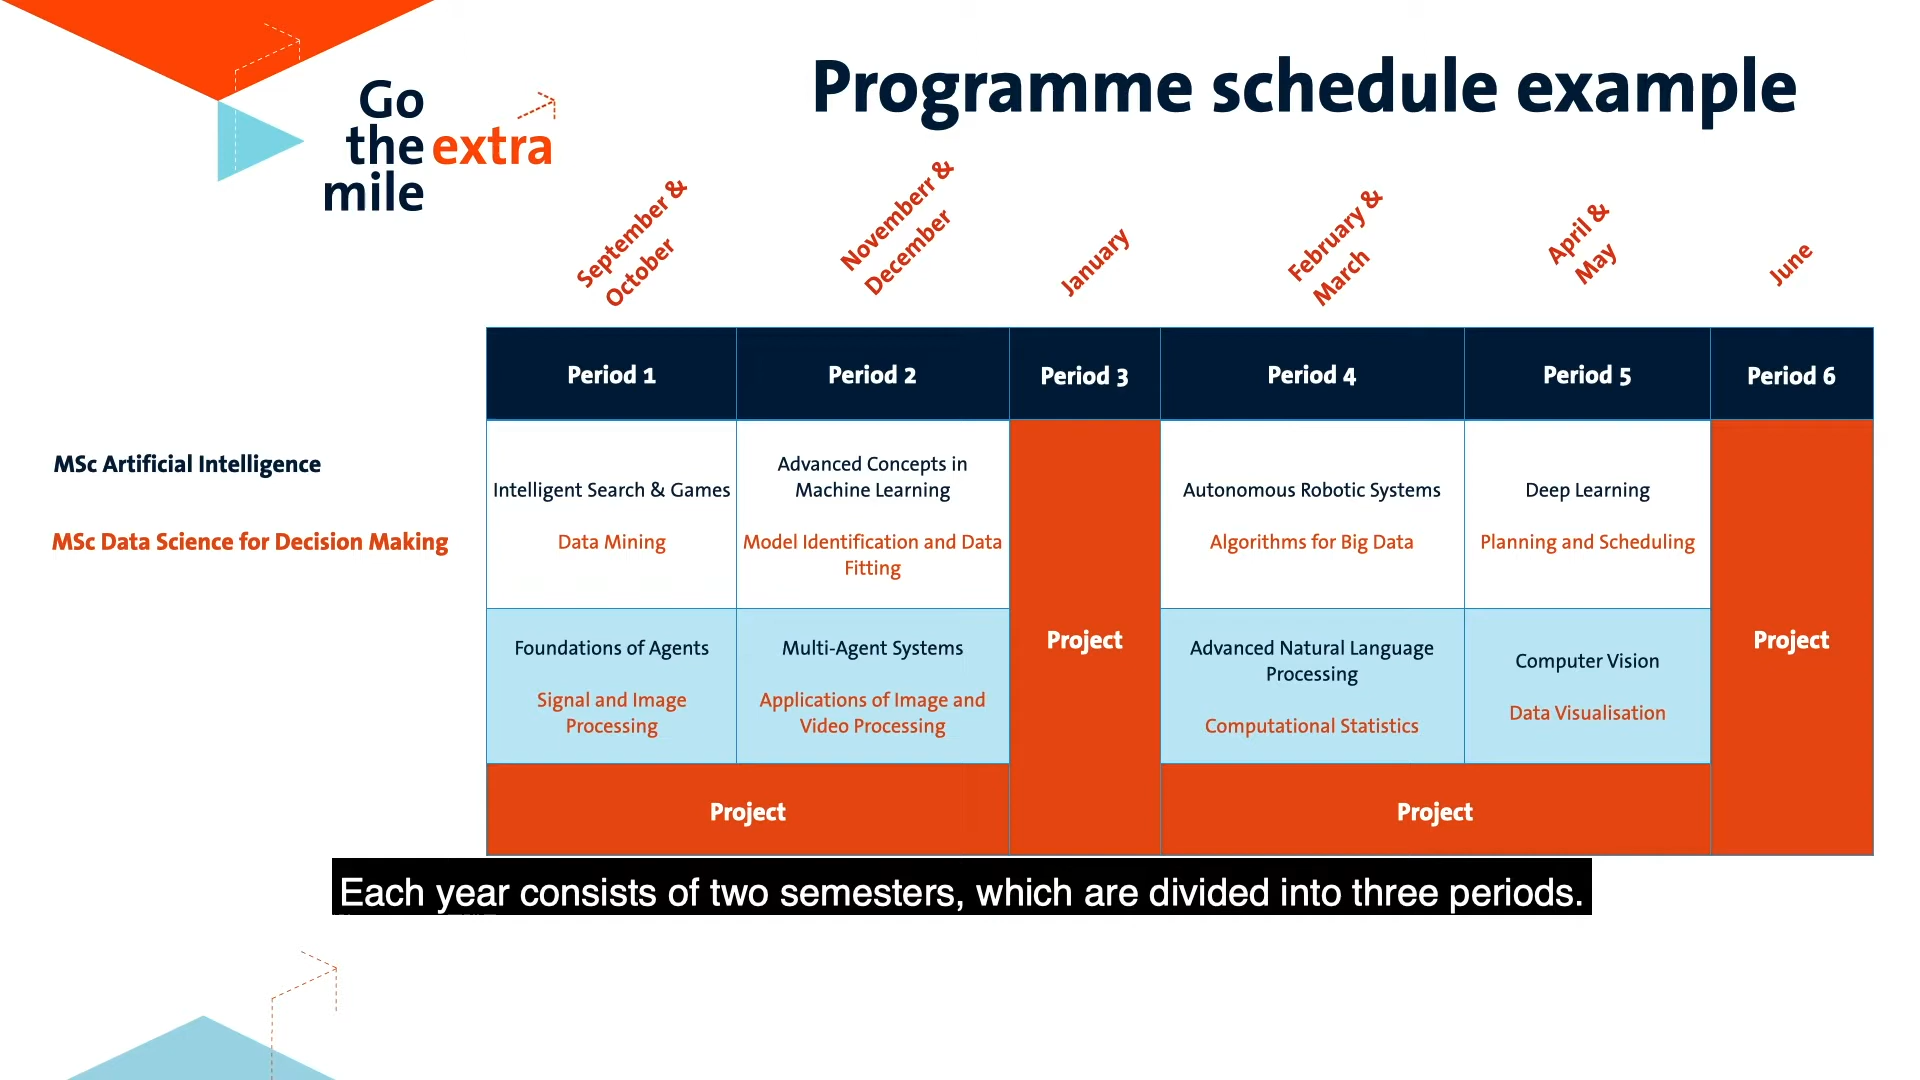 Go
the extra
mile
Programme schedule example
September &
October
Novemberr &
December
January
February &
March
April &
May
June
Period 1
Period 2
Period 3
Period 4
Period 5
Period 6
MSc Artificial Intelligence
MSc Data Science for Decision Making
Intelligent Search & Games
Data Mining
Advanced Concepts in
Machine Learning
Model Identification and Data
Fitting
Project
Autonomous Robotic Systems
Algorithms for Big Data
Deep Learning
Planning and Scheduling
Project
Foundations of Agents
Signal and Image
Processing
Multi-Agent Systems
Applications of Image and
Video Processing
Advanced Natural Language
Processing
Computational Statistics
Computer Vision
Data Visualisation
Project
Project
Each year consists of two semesters, which are divided into three periods.